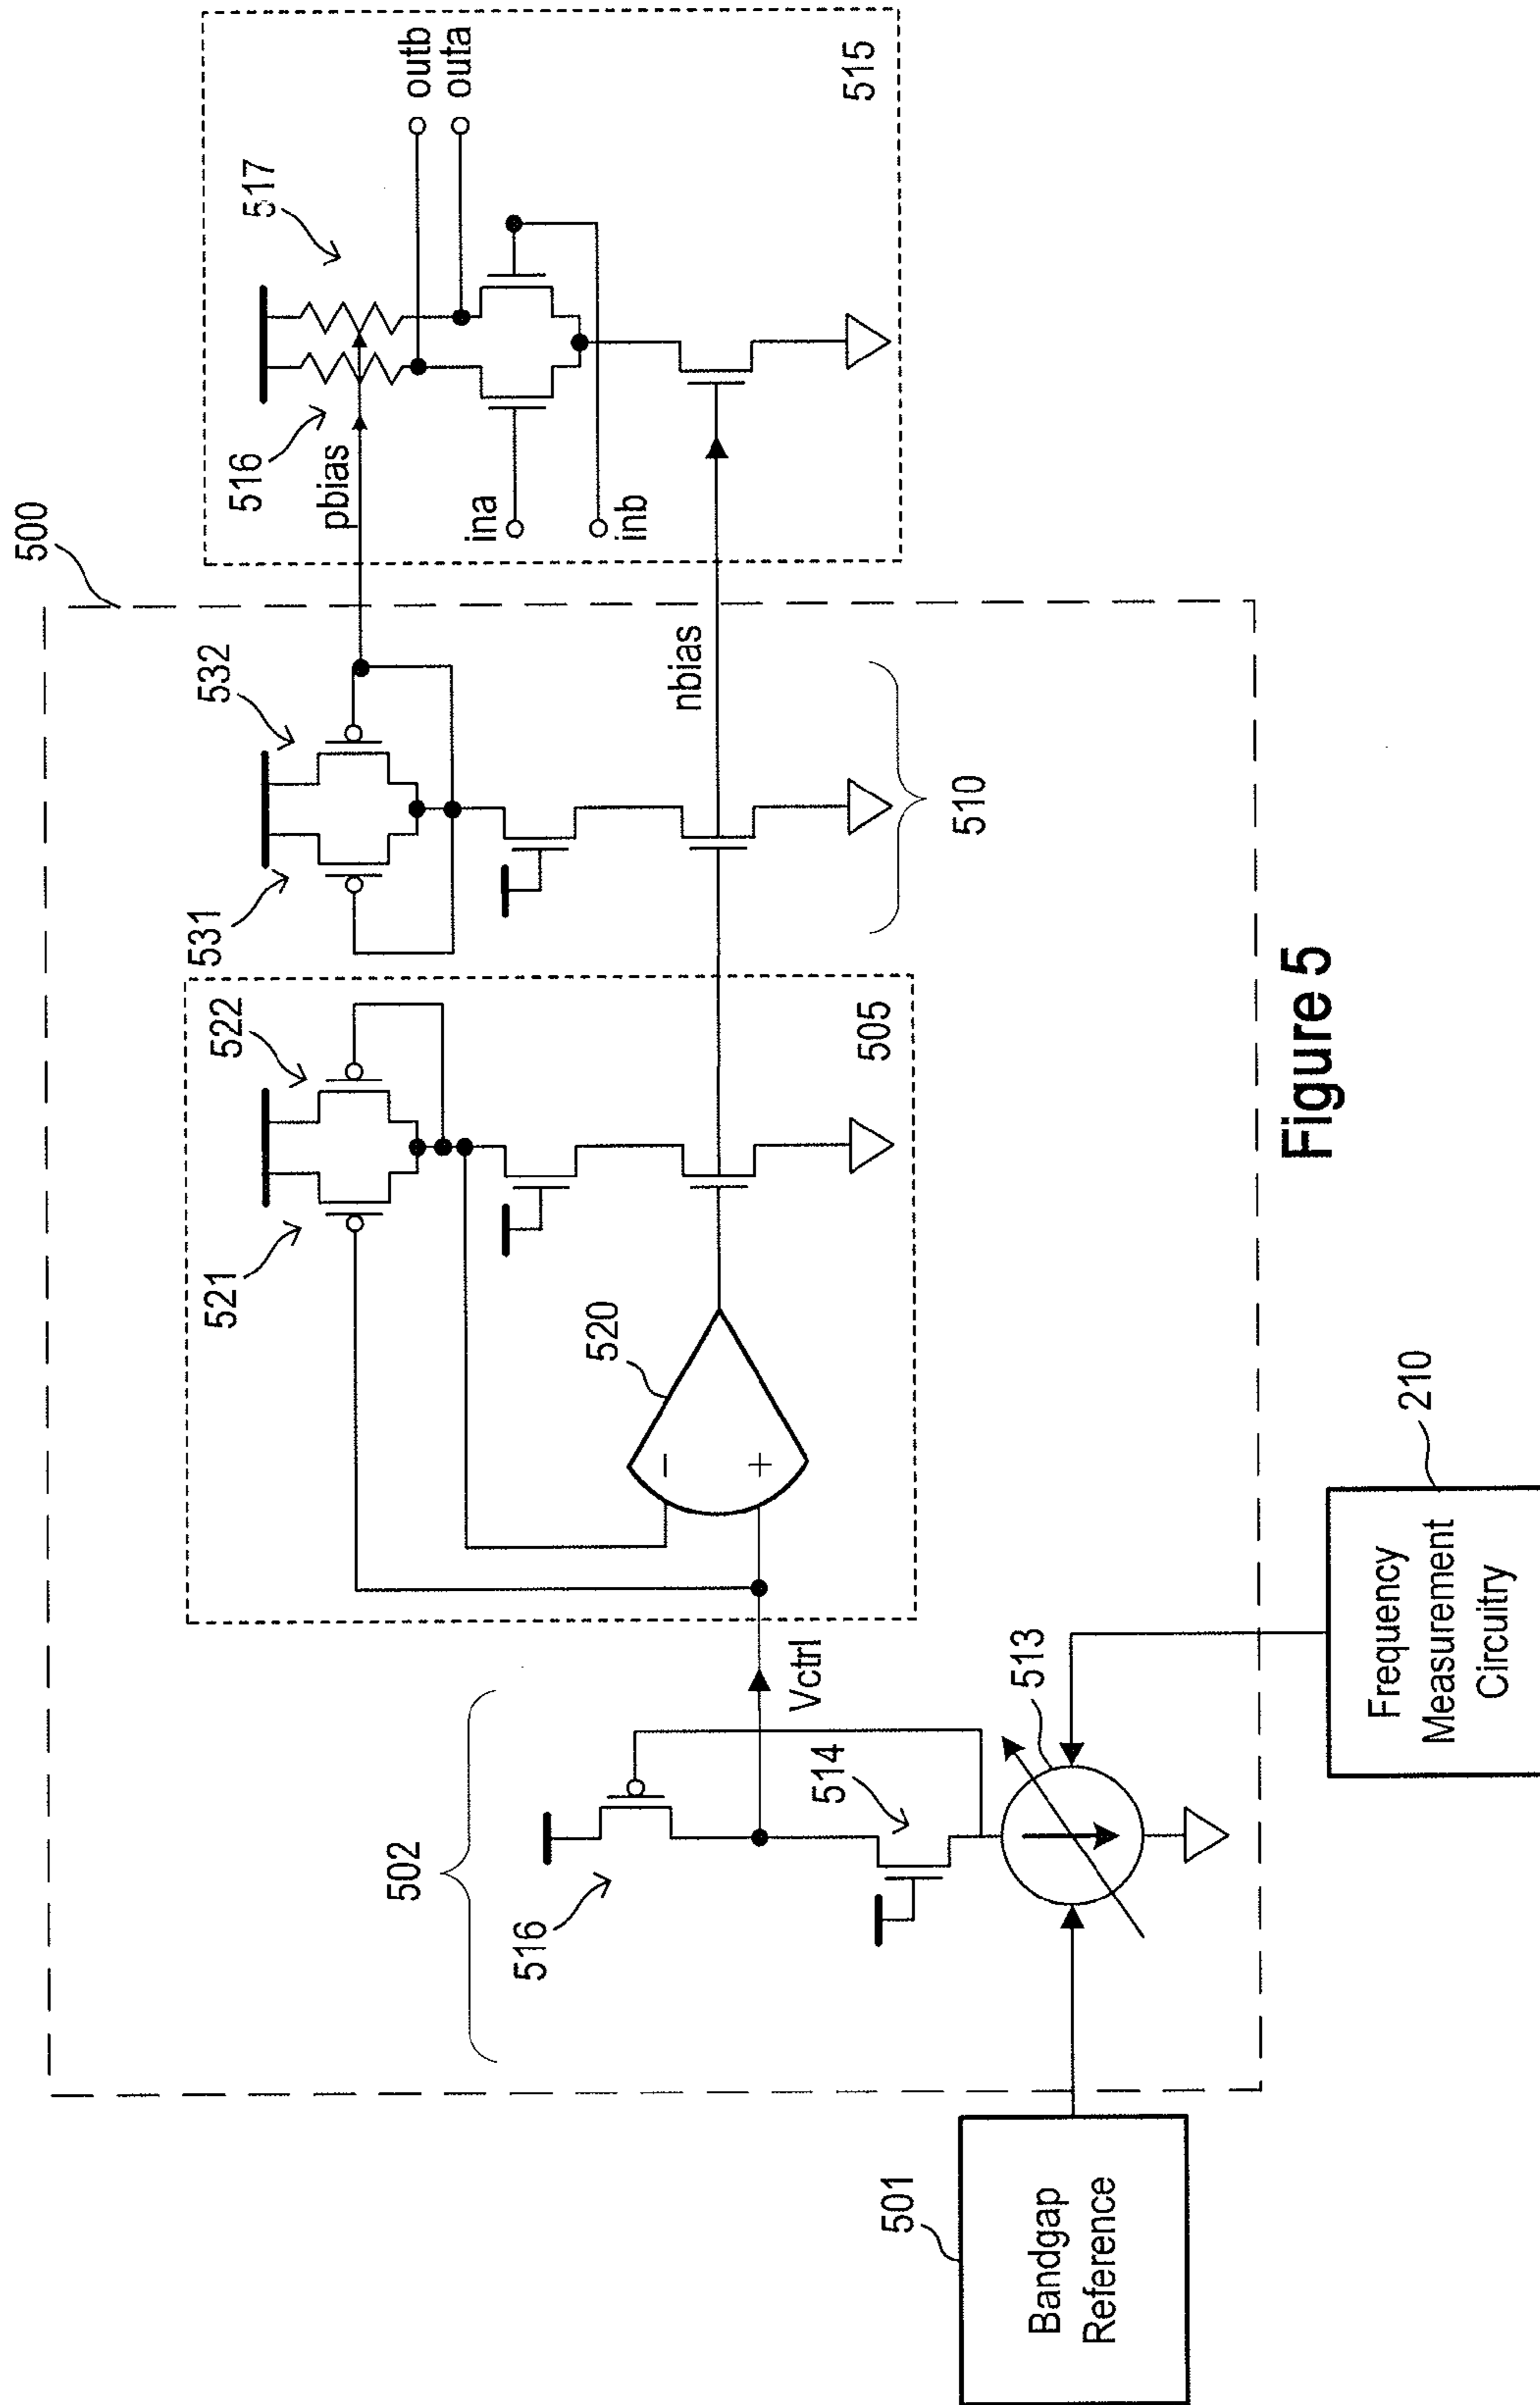 500
516
517
pbias
outb
outa
ina
inb
515
531
532
nbias
510
521
522
520
−
+
505
502
516
514
Vctrl
513
501
Bandgap
Reference
Frequency
Measurement
Circuitry
210
Figure 5